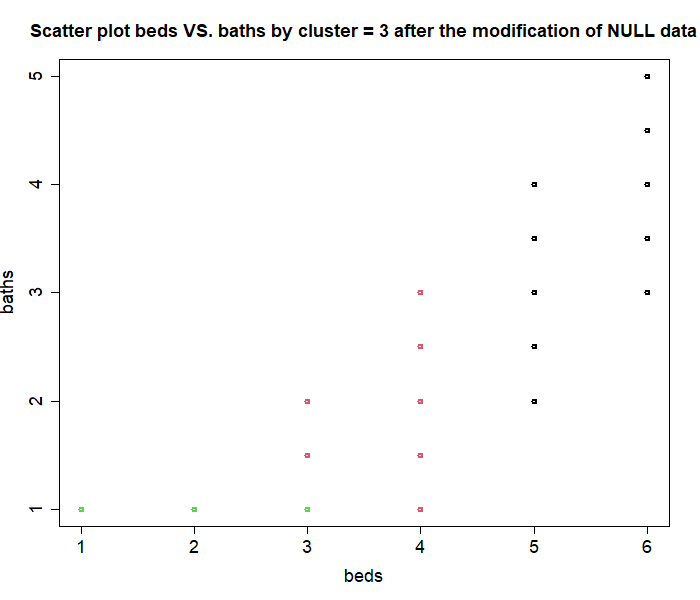 Scatter plot beds VS. baths by cluster = 3 after the modification of NULL data
5
4
baths
3
2
1
1 2 3 4 5 6
beds